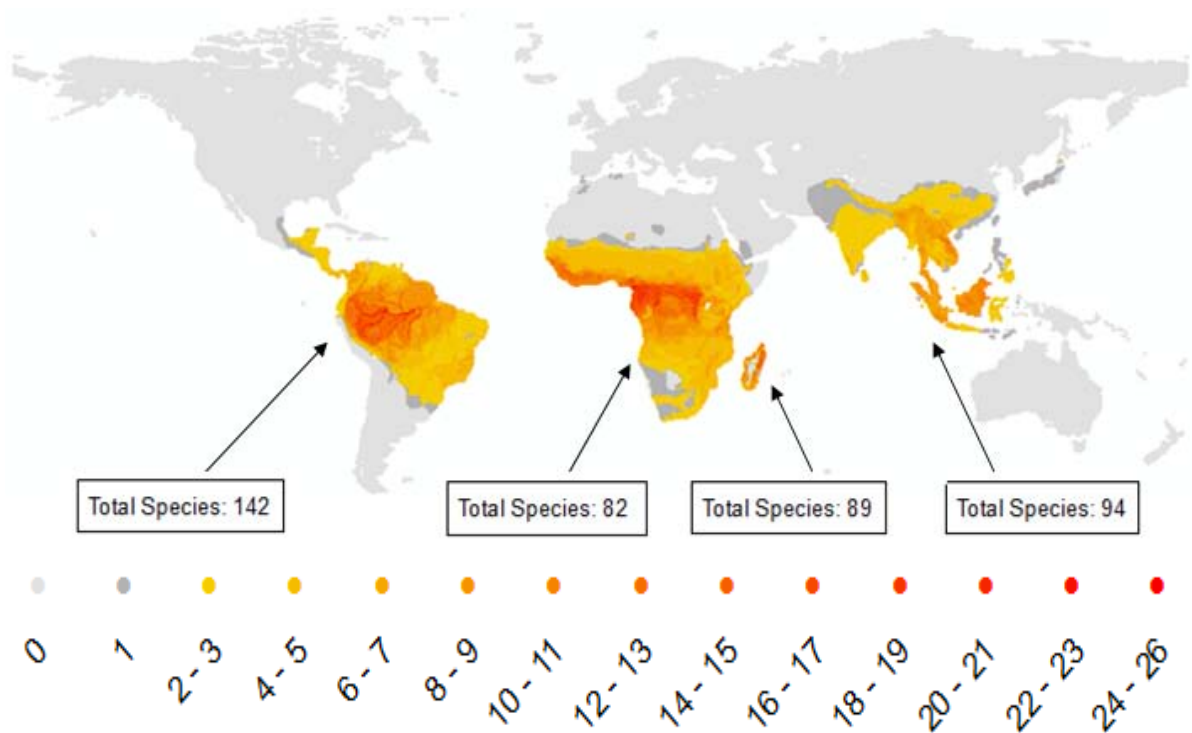 Total Species: 142
Total Species: 82
Total Species: 89
Total Species: 94
0
1
2 - 3
4 - 5
6 - 7
8 - 9
10 - 11
12 - 13
14 - 15
16 - 17
18 - 19
20 - 21
22 - 23
24 - 26